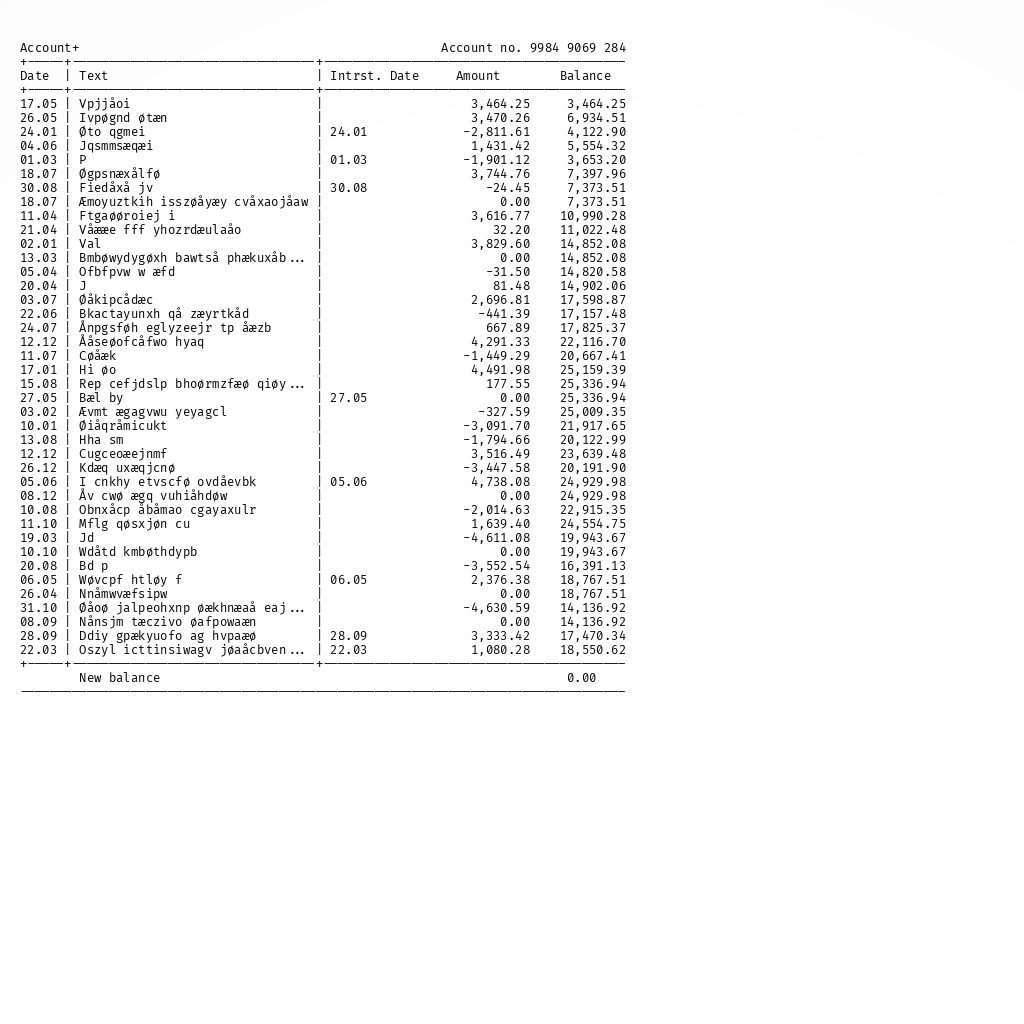 Account+ Account no. 9984 9069 284
+-----+---------------------------------+-----------------------------------------
Date | Text | Intrst. Date Amount Balance
+-----+---------------------------------+-----------------------------------------
17.05 | Vpjjåoi | 3,464.25 3,464.25
26.05 | Ivpøgnd øtæn | 3,470.26 6,934.51
24.01 | Øto qgmei | 24.01 -2,811.61 4,122.90
04.06 | Jqsmmsæqæi | 1,431.42 5,554.32
01.03 | P | 01.03 -1,901.12 3,653.20
18.07 | Øgpsnæxålfø | 3,744.76 7,397.96
30.08 | Fiedåxå jv | 30.08 -24.45 7,373.51
18.07 | Æmoyuztkih isszøåyæy cvåxaojåaw | 0.00 7,373.51
11.04 | Ftgaøøroiej i | 3,616.77 10,990.28
21.04 | Våææe fff yhozrdæulaåo | 32.20 11,022.48
02.01 | Val | 3,829.60 14,852.08
13.03 | Bmbøwydygøxh bawtså phækuxåb... | 0.00 14,852.08
05.04 | Ofbfpvw w æfd | -31.50 14,820.58
20.04 | J | 81.48 14,902.06
03.07 | Øåkipcådæc | 2,696.81 17,598.87
22.06 | Bkactayunxh qå zæyrtkåd | -441.39 17,157.48
24.07 | Ånpgsføh eglyzeejr tp åæzb | 667.89 17,825.37
12.12 | Ååseøofcåfwo hyaq | 4,291.33 22,116.70
11.07 | Cøåæk | -1,449.29 20,667.41
17.01 | Hi øo | 4,491.98 25,159.39
15.08 | Rep cefjdslp bhoørmzfæø qiøy... | 177.55 25,336.94
27.05 | Bæl by | 27.05 0.00 25,336.94
03.02 | Ævmt ægagvwu yeyagcl | -327.59 25,009.35
10.01 | Øiåqråmicukt | -3,091.70 21,917.65
13.08 | Hha sm | -1,794.66 20,122.99
12.12 | Cugceoæejnmf | 3,516.49 23,639.48
26.12 | Kdæq uxæqjcnø | -3,447.58 20,191.90
05.06 | I cnkhy etvscfø ovdåevbk | 05.06 4,738.08 24,929.98
08.12 | Åv cwø ægq vuhiåhdøw | 0.00 24,929.98
10.08 | Obnxåcp åbåmao cgayaxulr | -2,014.63 22,915.35
11.10 | Mflg qøsxjøn cu | 1,639.40 24,554.75
19.03 | Jd | -4,611.08 19,943.67
10.10 | Wdåtd kmbøthdypb | 0.00 19,943.67
20.08 | Bd p | -3,552.54 16,391.13
06.05 | Wøvcpf htløy f | 06.05 2,376.38 18,767.51
26.04 | Nnåmwvæfsipw | 0.00 18,767.51
31.10 | Øåoø jalpeohxnp øækhnæaå eaj... | -4,630.59 14,136.92
08.09 | Nånsjm tæczivo øafpowaæn | 0.00 14,136.92
28.09 | Ddiy gpækyuofo ag hvpaæø | 28.09 3,333.42 17,470.34
22.03 | Oszyl icttinsiwagv jøaåcbven... | 22.03 1,080.28 18,550.62
+-----+---------------------------------+-----------------------------------------
New balance 0.00
----------------------------------------------------------------------------------